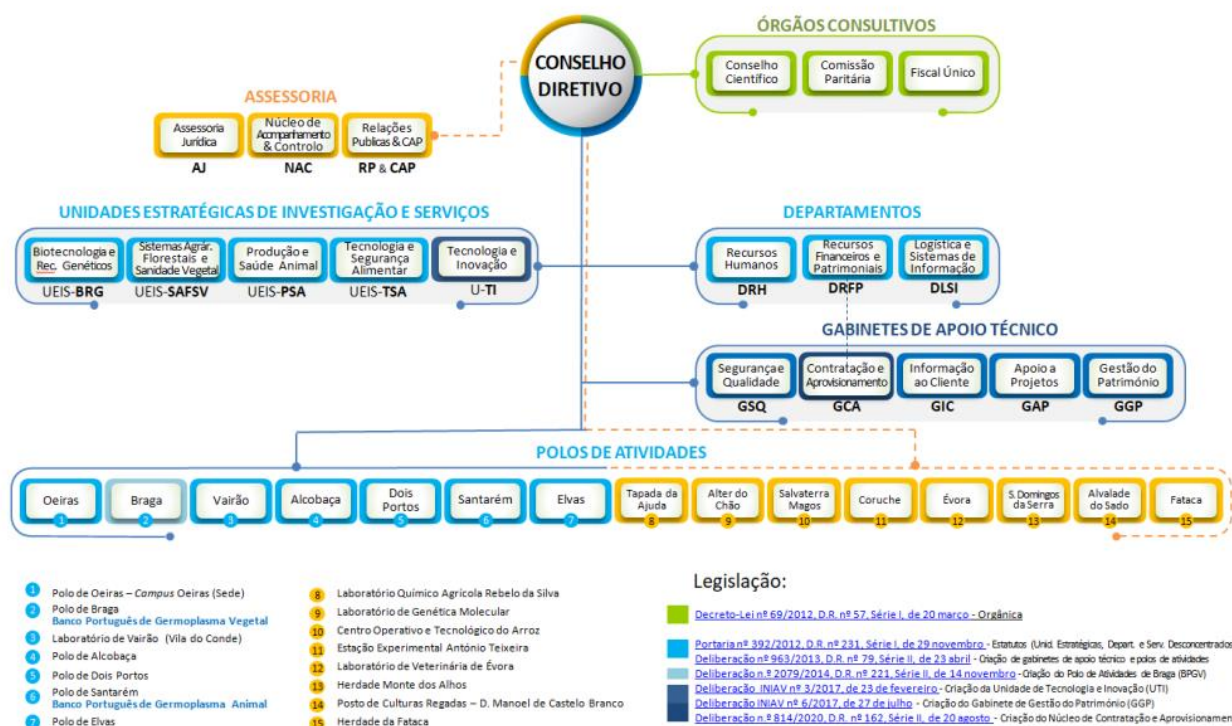 ÓRGÃOS CONSULTIVOS
CONSELHO
DIRETIVO
Conselho
Científico
Comissão
Paritária
Fiscal Único
ASSESSORIA
Assessoria
Jurídica
Núcleo de
Acompanhamento
& Controlo
Relações
Publicas & CAP
AJ
NAC
RP & CAP
UNIDADES ESTRATÉGICAS DE INVESTIGAÇÃO E SERVIÇOS
Biotecnologia e
Rec. Genéticos
Sistemas Agrár.
Florestais e
Sanidade Vegetal
Produção e
Saúde Animal
Tecnologia e
Segurança
Alimentar
Tecnologia e
Inovação
UEIS-BRG
UEIS-SAFSV
UEIS-PSA
UEIS-TSA
U-TI
DEPARTAMENTOS
Recursos
Humanos
Recursos
Financeiros e
Patrimoniais
Logística e
Sistemas de
Informação
DRH
DRFP
DLSI
GABINETES DE APOIO TÉCNICO
Segurança e
Qualidade
Contratação e
Aprovisionamento
Informação
ao Cliente
Apoio a
Projetos
Gestão do
Património
GSQ
GCA
GIC
GAP
GGP
POLOS DE ATIVIDADES
Oeiras
1
Braga
2
Vairão
3
Alcobaça
4
Dois
Portos
5
Santarém
6
Elvas
7
Tapada da
Ajuda
8
Alter do
Chão
9
Salvaterra
Magos
10
Coruche
11
Évora
12
S. Domingos
da Serra
13
Alvalade
do Sado
14
Fataca
15
1 Polo de Oeiras – Campus Oeiras (Sede)
2 Polo de Braga
Banco Português de Germoplasma Vegetal
3 Laboratório de Vairão (Vila do Conde)
4 Polo de Alcobaça
5 Polo de Dois Portos
6 Polo de Santarém
Banco Português de Germoplasma Animal
7 Polo de Elvas
8 Laboratório Químico Agrícola Rebelo da Silva
9 Laboratório de Genética Molecular
10 Centro Operativo e Tecnológico do Arroz
11 Estação Experimental António Teixeira
12 Laboratório de Veterinária de Évora
13 Herdade Monte dos Alhos
14 Posto de Culturas Regadas – D. Manoel de Castelo Branco
15 Herdade da Fataca
Legislação:
Decreto-Lei nº 69/2012, D.R. nº 57, Série I, de 20 março - Orgânica
Portaria nº 392/2012, D.R. nº 231, Série I, de 29 novembro - Estatutos (Unid. Estratégicas, Depart. e Serv. Desconcentrados
Deliberação nº 963/2013, D.R. nº 79, Série II, de 23 abril - Criação de gabinetes de apoio técnico e polos de atividades
Deliberação n.º 2079/2014, D.R. nº 221, Série II, de 14 novembro - Criação do Polo de Atividades de Braga (BPGV)
Deliberação INIAV nº 3/2017, de 23 de fevereiro - Criação da Unidade de Tecnologia e Inovação (UTI)
Deliberação INIAV nº 6/2017, de 27 de julho - Criação do Gabinete de Gestão do Património (GGP)
Deliberação n.º 814/2020, D.R. nº 162, Série II, de 20 agosto - Criação do Núcleo de Contratação e Aprovisionamen